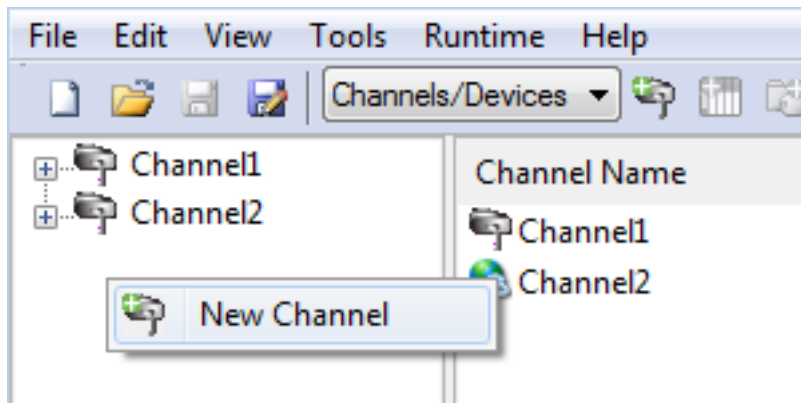 File Edit View Tools Runtime Help
Channels/Devices
Channel1
Channel2
New Channel
Channel Name
Channel1
Channel2